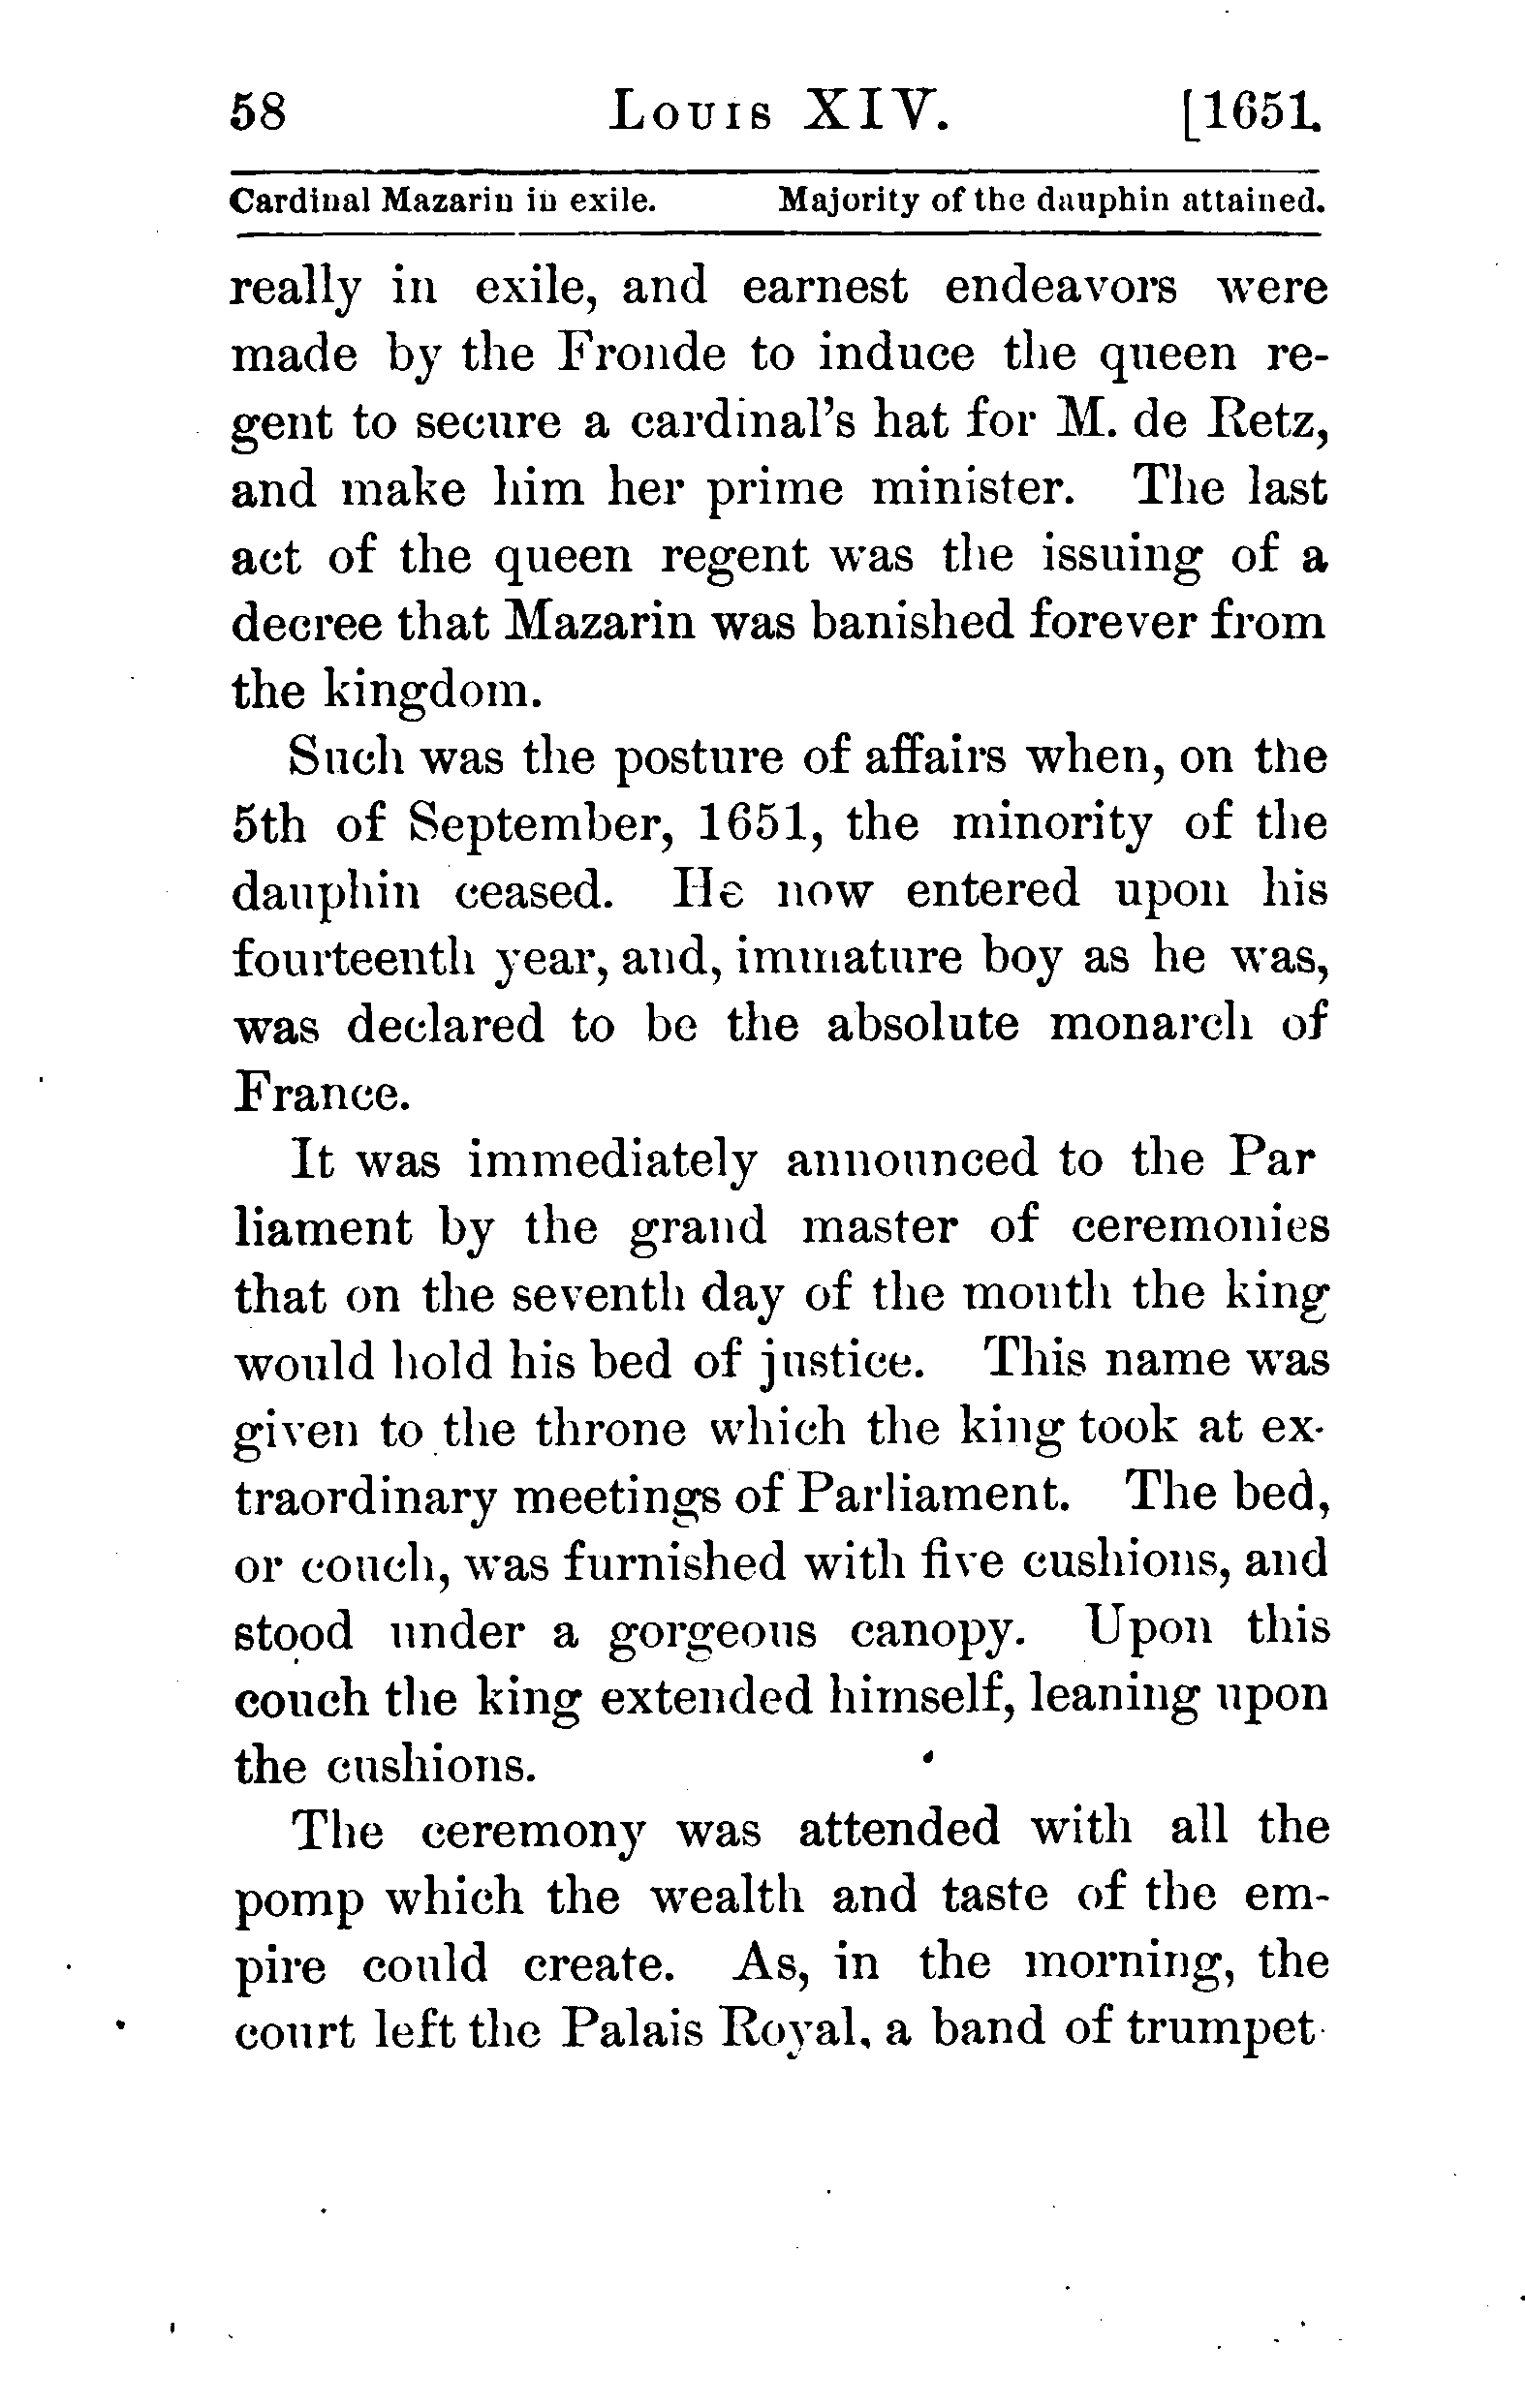 58 Louis XIV. [1651.
Cardinal Mazarin in exile. Majority of the dauphin attained.
really in exile, and earnest endeavors were
made by the Fronde to induce the queen re-
gent to secure a cardinal's hat for M. de Retz,
and make him her prime minister. The last
act of the queen regent was the issuing of a
decree that Mazarin was banished forever from
the kingdom.
Such was the posture of affairs when, on the
5th of September, 1651, the minority of the
dauphin ceased. He now entered upon his
fourteenth year, and, immature boy as he was,
was declared to be the absolute monarch of
France.
It was immediately announced to the Par
liament by the grand master of ceremonies
that on the seventh day of the month the king
would hold his bed of justice. This name was
given to the throne which the king took at ex-
traordinary meetings of Parliament. The bed,
or couch, was furnished with five cushions, and
stood under a gorgeous canopy. Upon this
couch the king extended himself, leaning upon
the cushions.
The ceremony was attended with all the
pomp which the wealth and taste of the em-
pire could create. As, in the morning, the
court left the Palais Royal, a band of trumpet-